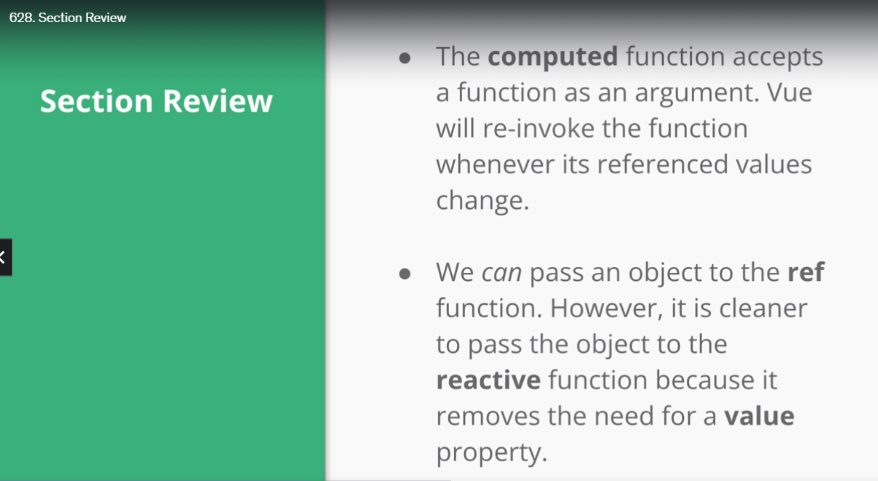 628. Section Review
Section Review
● The computed function accepts
a function as an argument. Vue
will re-invoke the function
whenever its referenced values
change.
● We can pass an object to the ref
function. However, it is cleaner
to pass the object to the
reactive function because it
removes the need for a value
property.